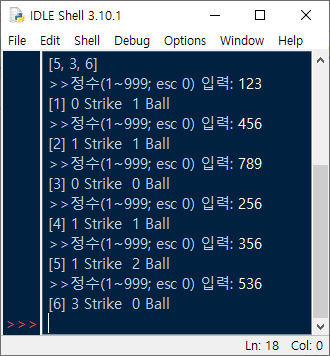 IDLE Shell 3.10.1
File Edit Shell Debug Options Window Help
[5, 3, 6]
>>정수(1~999; esc 0) 입력: 123
[1] 0 Strike 1 Ball
>>정수(1~999; esc 0) 입력: 456
[2] 1 Strike 1 Ball
>>정수(1~999; esc 0) 입력: 789
[3] 0 Strike 0 Ball
>>정수(1~999; esc 0) 입력: 256
[4] 1 Strike 1 Ball
>>정수(1~999; esc 0) 입력: 356
[5] 1 Strike 2 Ball
>>정수(1~999; esc 0) 입력: 536
[6] 3 Strike 0 Ball
>>>
Ln: 18 Col: 0